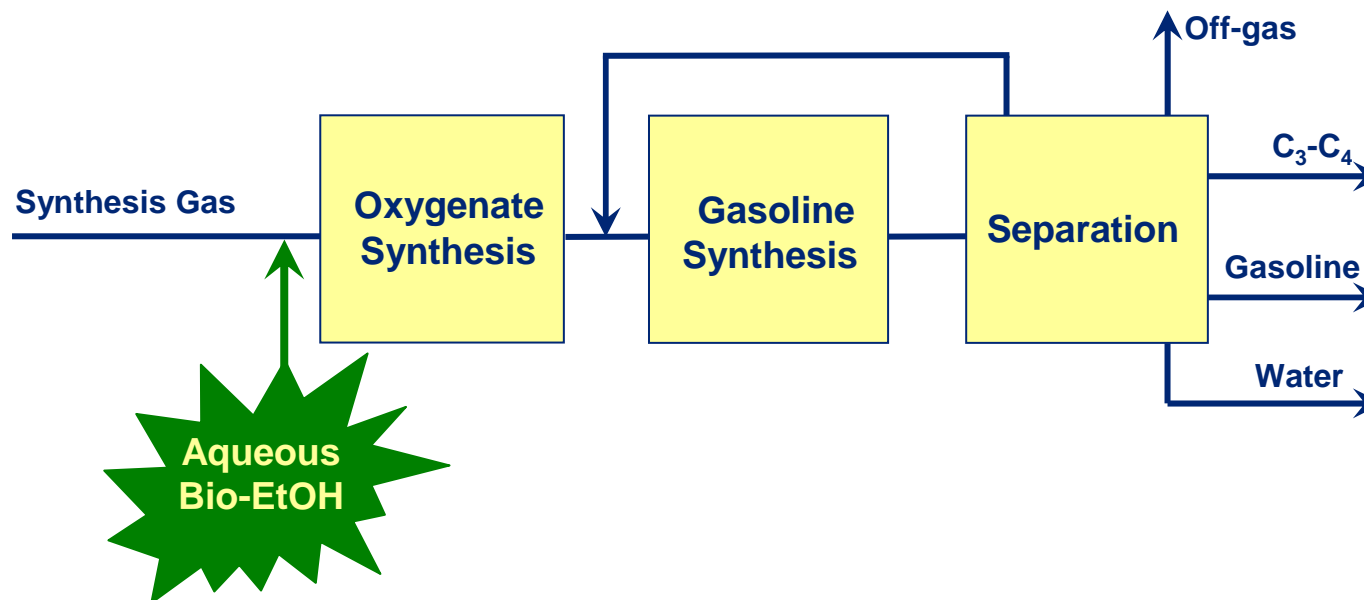 Off-gas
C₃-C₄
Synthesis Gas
Oxygenate
Synthesis
Gasoline
Synthesis
Separation
Gasoline
Water
Aqueous
Bio-EtOH